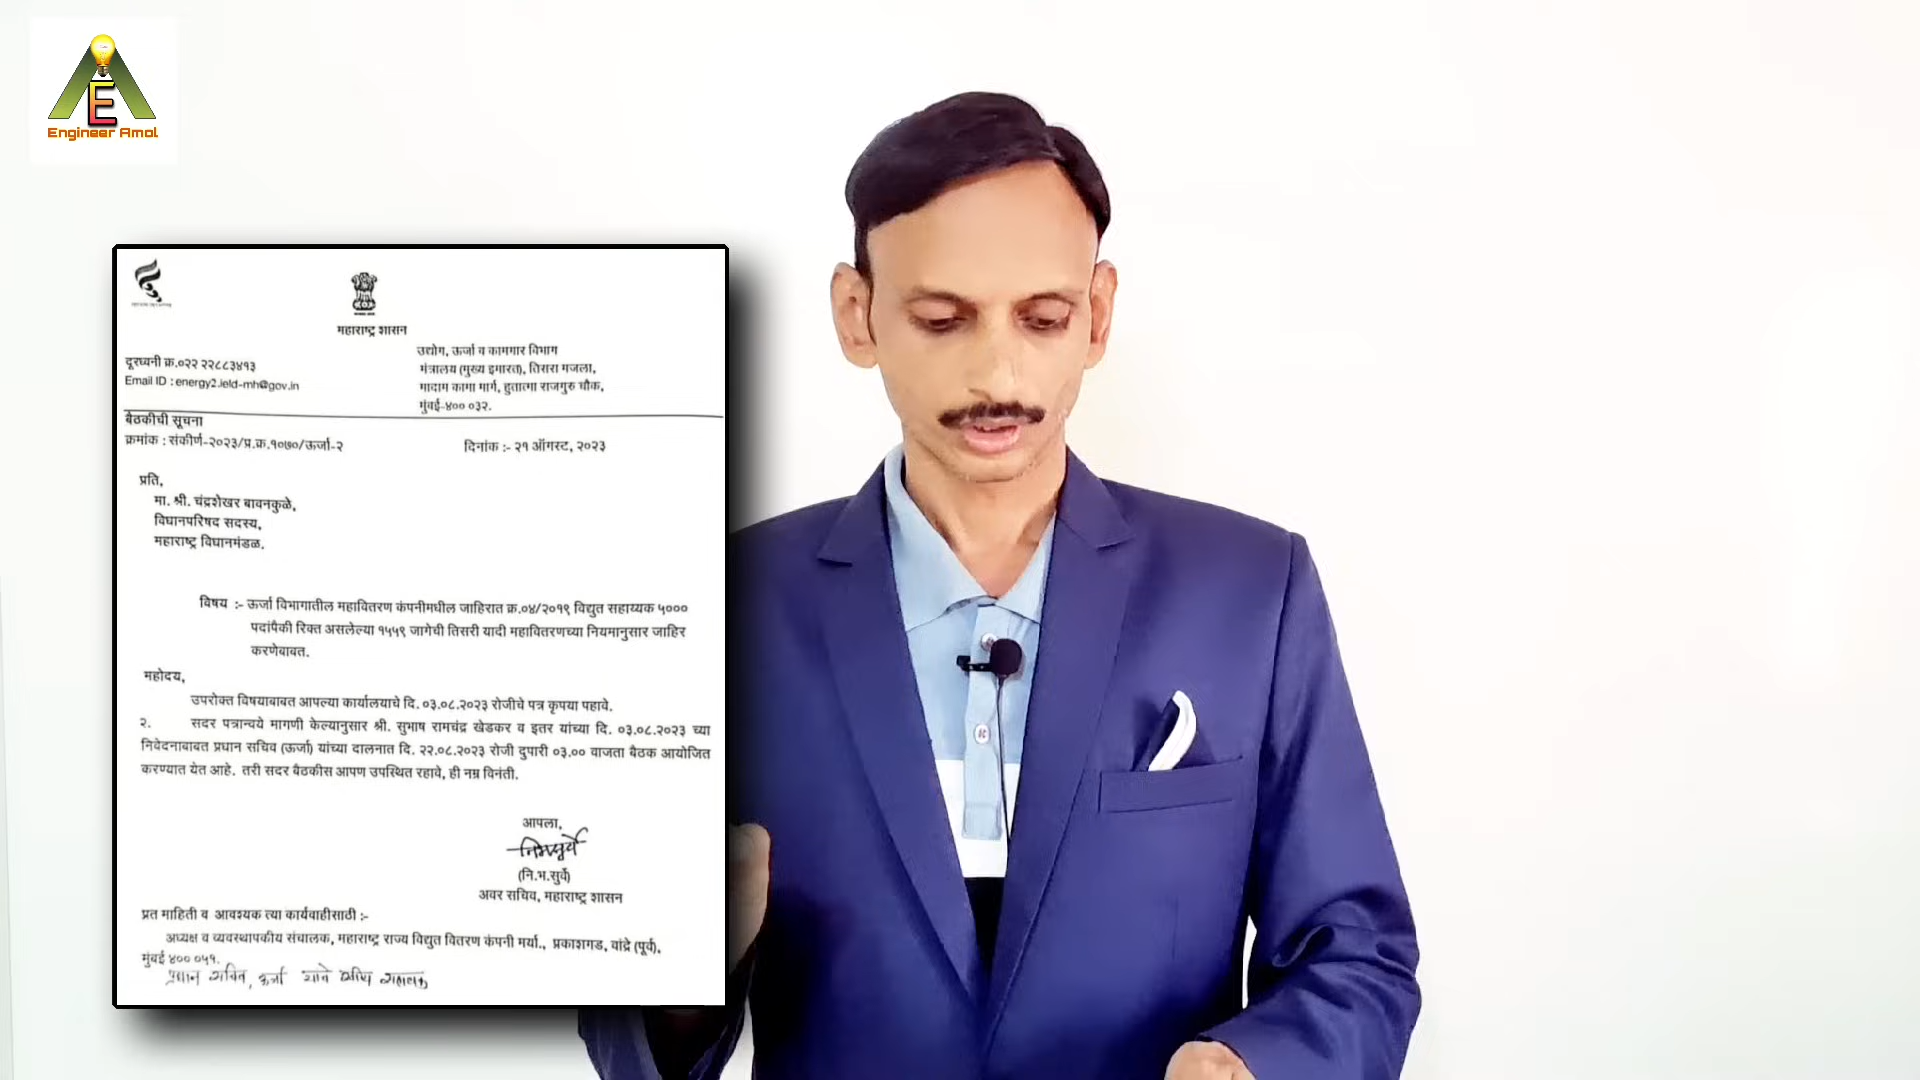 E
Engineer Amol
महाराष्ट्र शासन
दूरध्वनी क्र.०२२ २२८८३४१३
Email ID : energy2.ield-mh@gov.in
उद्योग, ऊर्जा व कामगार विभाग
मंत्रालय (मुख्य इमारत), तिसरा मजला,
मादाम कामा मार्ग, हुतात्मा राजगुरु चौक,
मुंबई-४०० ०३२.
बैठकीची सूचना
क्रमांक : संकीर्ण-२०२३/प्र.क्र.१०७०/ऊर्जा-२
दिनांक :- २१ ऑगस्ट, २०२३
प्रति,
मा. श्री. चंद्रशेखर बावनकुळे,
विधानपरिषद सदस्य,
महाराष्ट्र विधानमंडळ.
विषय :- ऊर्जा विभागातील महावितरण कंपनीमधील जाहिरात क्र.०४/२०१९ विद्युत सहाय्यक ५०००
पदांपैकी रिक्त असलेल्या १५५९ जागेची तिसरी यादी महावितरणच्या नियमानुसार जाहिर
करणेबाबत.
महोदय,
उपरोक्त विषयाबाबत आपल्या कार्यालयाचे दि. ०३.०८.२०२३ रोजीचे पत्र कृपया पहावे.
२. सदर पत्रान्वये मागणी केल्यानुसार श्री. सुभाष रामचंद्र खेडकर व इतर यांच्या दि. ०३.०८.२०२३ च्या
निवेदनाबाबत प्रधान सचिव (ऊर्जा) यांच्या दालनात दि. २२.०८.२०२३ रोजी दुपारी ०३.०० वाजता बैठक आयोजित
करण्यात येत आहे. तरी सदर बैठकीस आपण उपस्थित रहावे, ही नम्र विनंती.
आपला,
(नि.भ.सुर्वे)
अवर सचिव, महाराष्ट्र शासन
प्रत माहिती व आवश्यक त्या कार्यवाहीसाठी :-
अध्यक्ष व व्यवस्थापकीय संचालक, महाराष्ट्र राज्य विद्युत वितरण कंपनी मर्या., प्रकाशगड, वांद्रे (पूर्व),
मुंबई ४०० ०५१.
प्रधान सचिव, ऊर्जा यांचे स्वीय सहायक